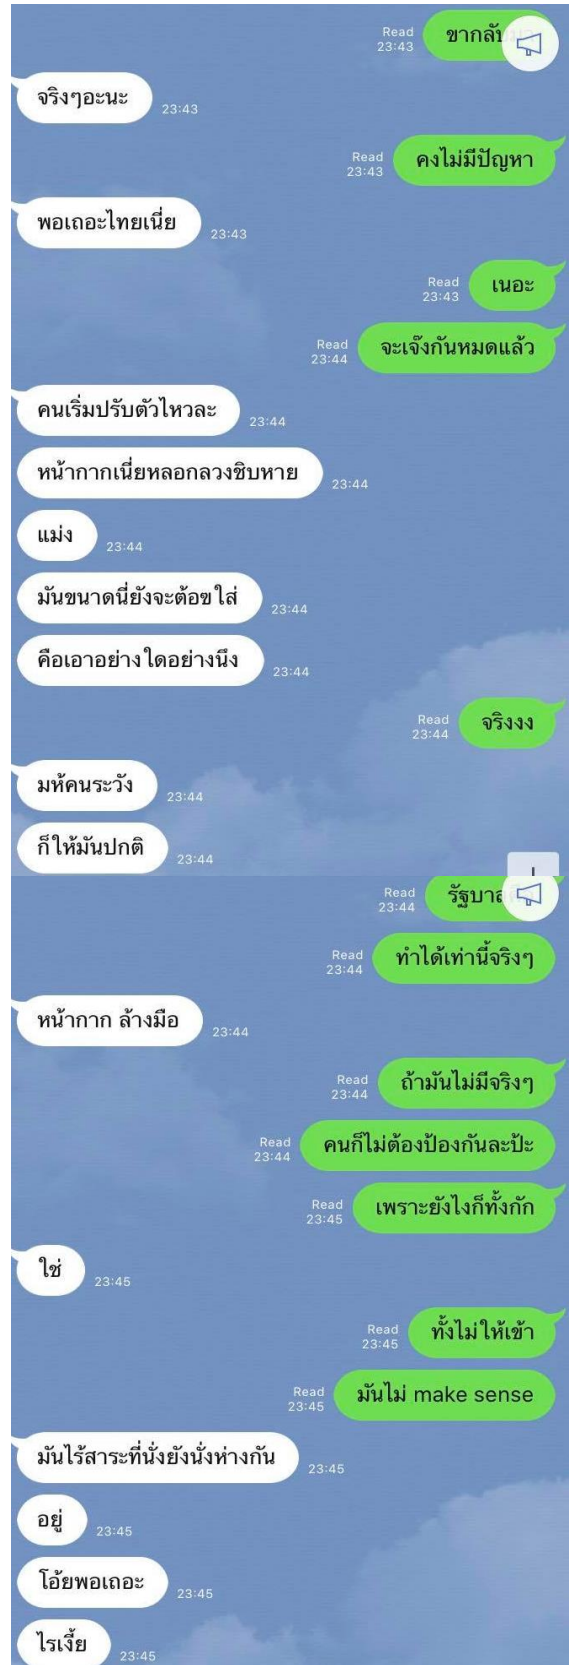 Read
23:43
ขากลับ
จริงๆอะนะ
23:43
Read
23:43
คงไม่มีปัญหา
พอเถอะไทยเนี่ย
23:43
Read
23:43
เนอะ
Read
23:44
จะเจ๊งกันหมดแล้ว
คนเริ่มปรับตัวไหวละ
23:44
หน้ากากเนี่ยหลอกลวงชิบหาย
23:44
แม่ง
23:44
มันขนาดนี่ยังจะต้อฃใส่
23:44
คือเอาอย่างใดอย่างนึง
23:44
Read
23:44
จริงงง
มห้คนระวัง
23:44
ก็ให้มันปกติ
23:44
Read
23:44
รัฐบาล
Read
23:44
ทำได้เท่านี้จริงๆ
หน้ากาก ล้างมือ
23:44
Read
23:44
ถ้ามันไม่มีจริงๆ
Read
23:44
คนก็ไม่ต้องป้องกันละป้ะ
Read
23:45
เพราะยังไงก็ทั้งกัก
ใช่
23:45
Read
23:45
ทั้งไม่ให้เข้า
Read
23:45
มันไม่ make sense
มันไร้สาระที่นั่งยังนั่งห่างกัน
23:45
อยู่
23:45
โอ้ยพอเถอะ
23:45
ไรเงี้ย
23:45